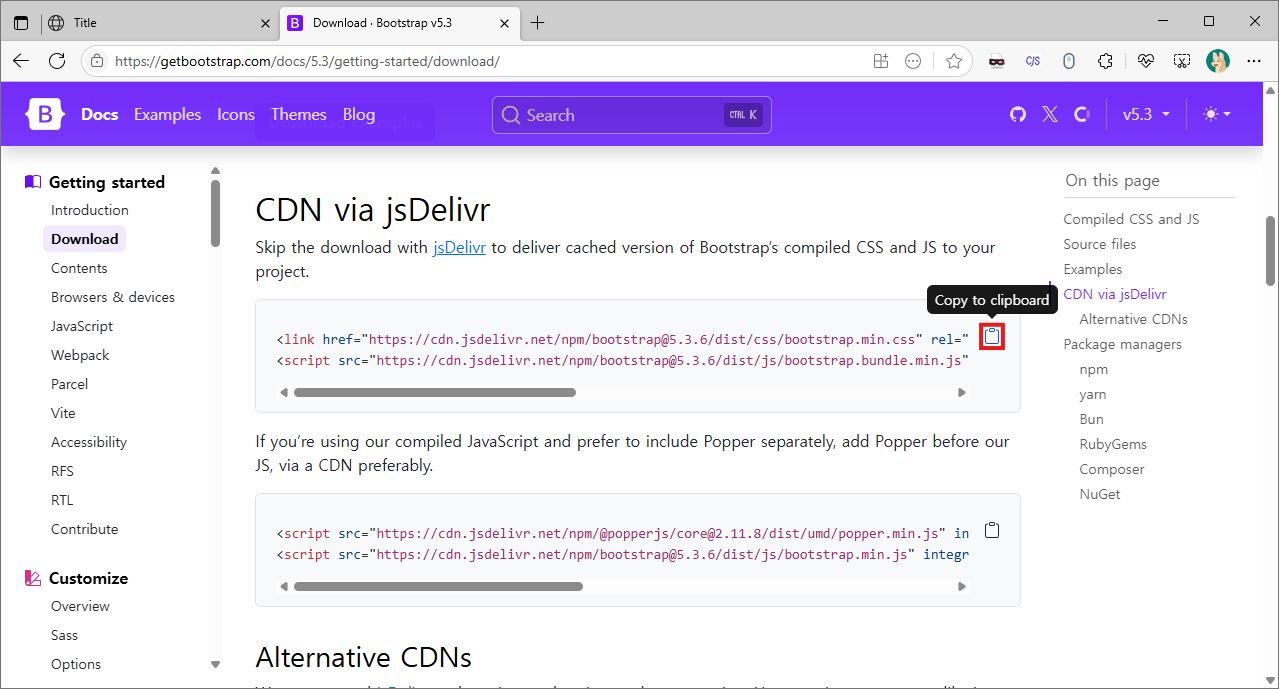 Title
Download · Bootstrap v5.3
https://getbootstrap.com/docs/5.3/getting-started/download/
B Docs Examples Icons Themes Blog
Search CTRL K
v5.3
Getting started
Introduction
Download
Contents
Browsers & devices
JavaScript
Webpack
Parcel
Vite
Accessibility
RFS
RTL
Contribute
Customize
Overview
Sass
Options
CDN via jsDelivr
Skip the download with jsDelivr to deliver cached version of Bootstrap's compiled CSS and JS to your
project.
Copy to clipboard
<link href="https://cdn.jsdelivr.net/npm/bootstrap@5.3.6/dist/css/bootstrap.min.css" rel="
<script src="https://cdn.jsdelivr.net/npm/bootstrap@5.3.6/dist/js/bootstrap.bundle.min.js"
If you're using our compiled JavaScript and prefer to include Popper separately, add Popper before our
JS, via a CDN preferably.
<script src="https://cdn.jsdelivr.net/npm/@popperjs/core@2.11.8/dist/umd/popper.min.js" in
<script src="https://cdn.jsdelivr.net/npm/bootstrap@5.3.6/dist/js/bootstrap.min.js" integr
Alternative CDNs
On this page
Compiled CSS and JS
Source files
Examples
CDN via jsDelivr
Alternative CDNs
Package managers
npm
yarn
Bun
RubyGems
Composer
NuGet